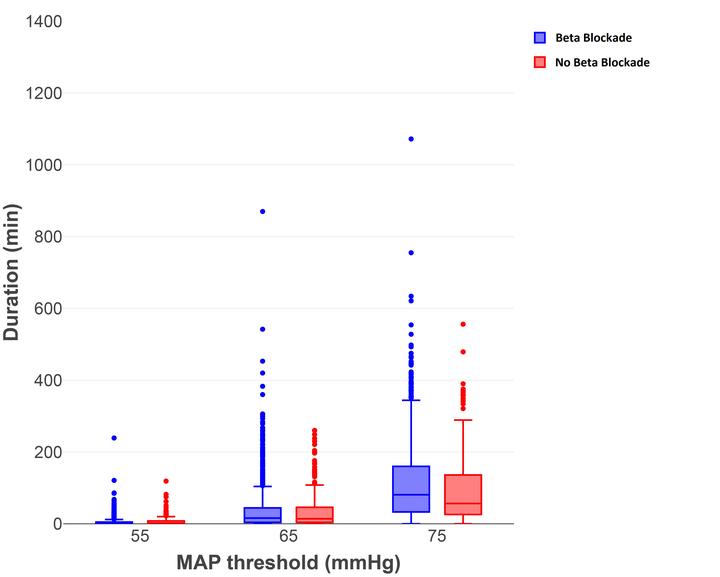 1400
1200
1000
800
600
400
200
0
Duration (min)
55 65 75
MAP threshold (mmHg)
Beta Blockade
No Beta Blockade